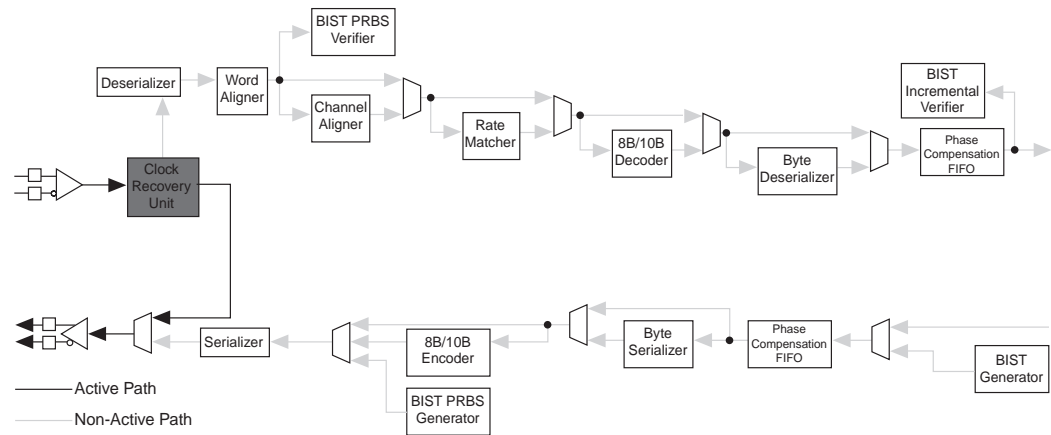 BIST PRBS
Verifier
Deserializer
Word
Aligner
Channel
Aligner
Rate
Matcher
8B/10B
Decoder
Byte
Deserializer
BIST
Incremental
Verifier
Phase
Compensation
FIFO
Clock
Recovery
Unit
Serializer
8B/10B
Encoder
BIST PRBS
Generator
Byte
Serializer
Phase
Compensation
FIFO
BIST
Generator
Active Path
Non-Active Path